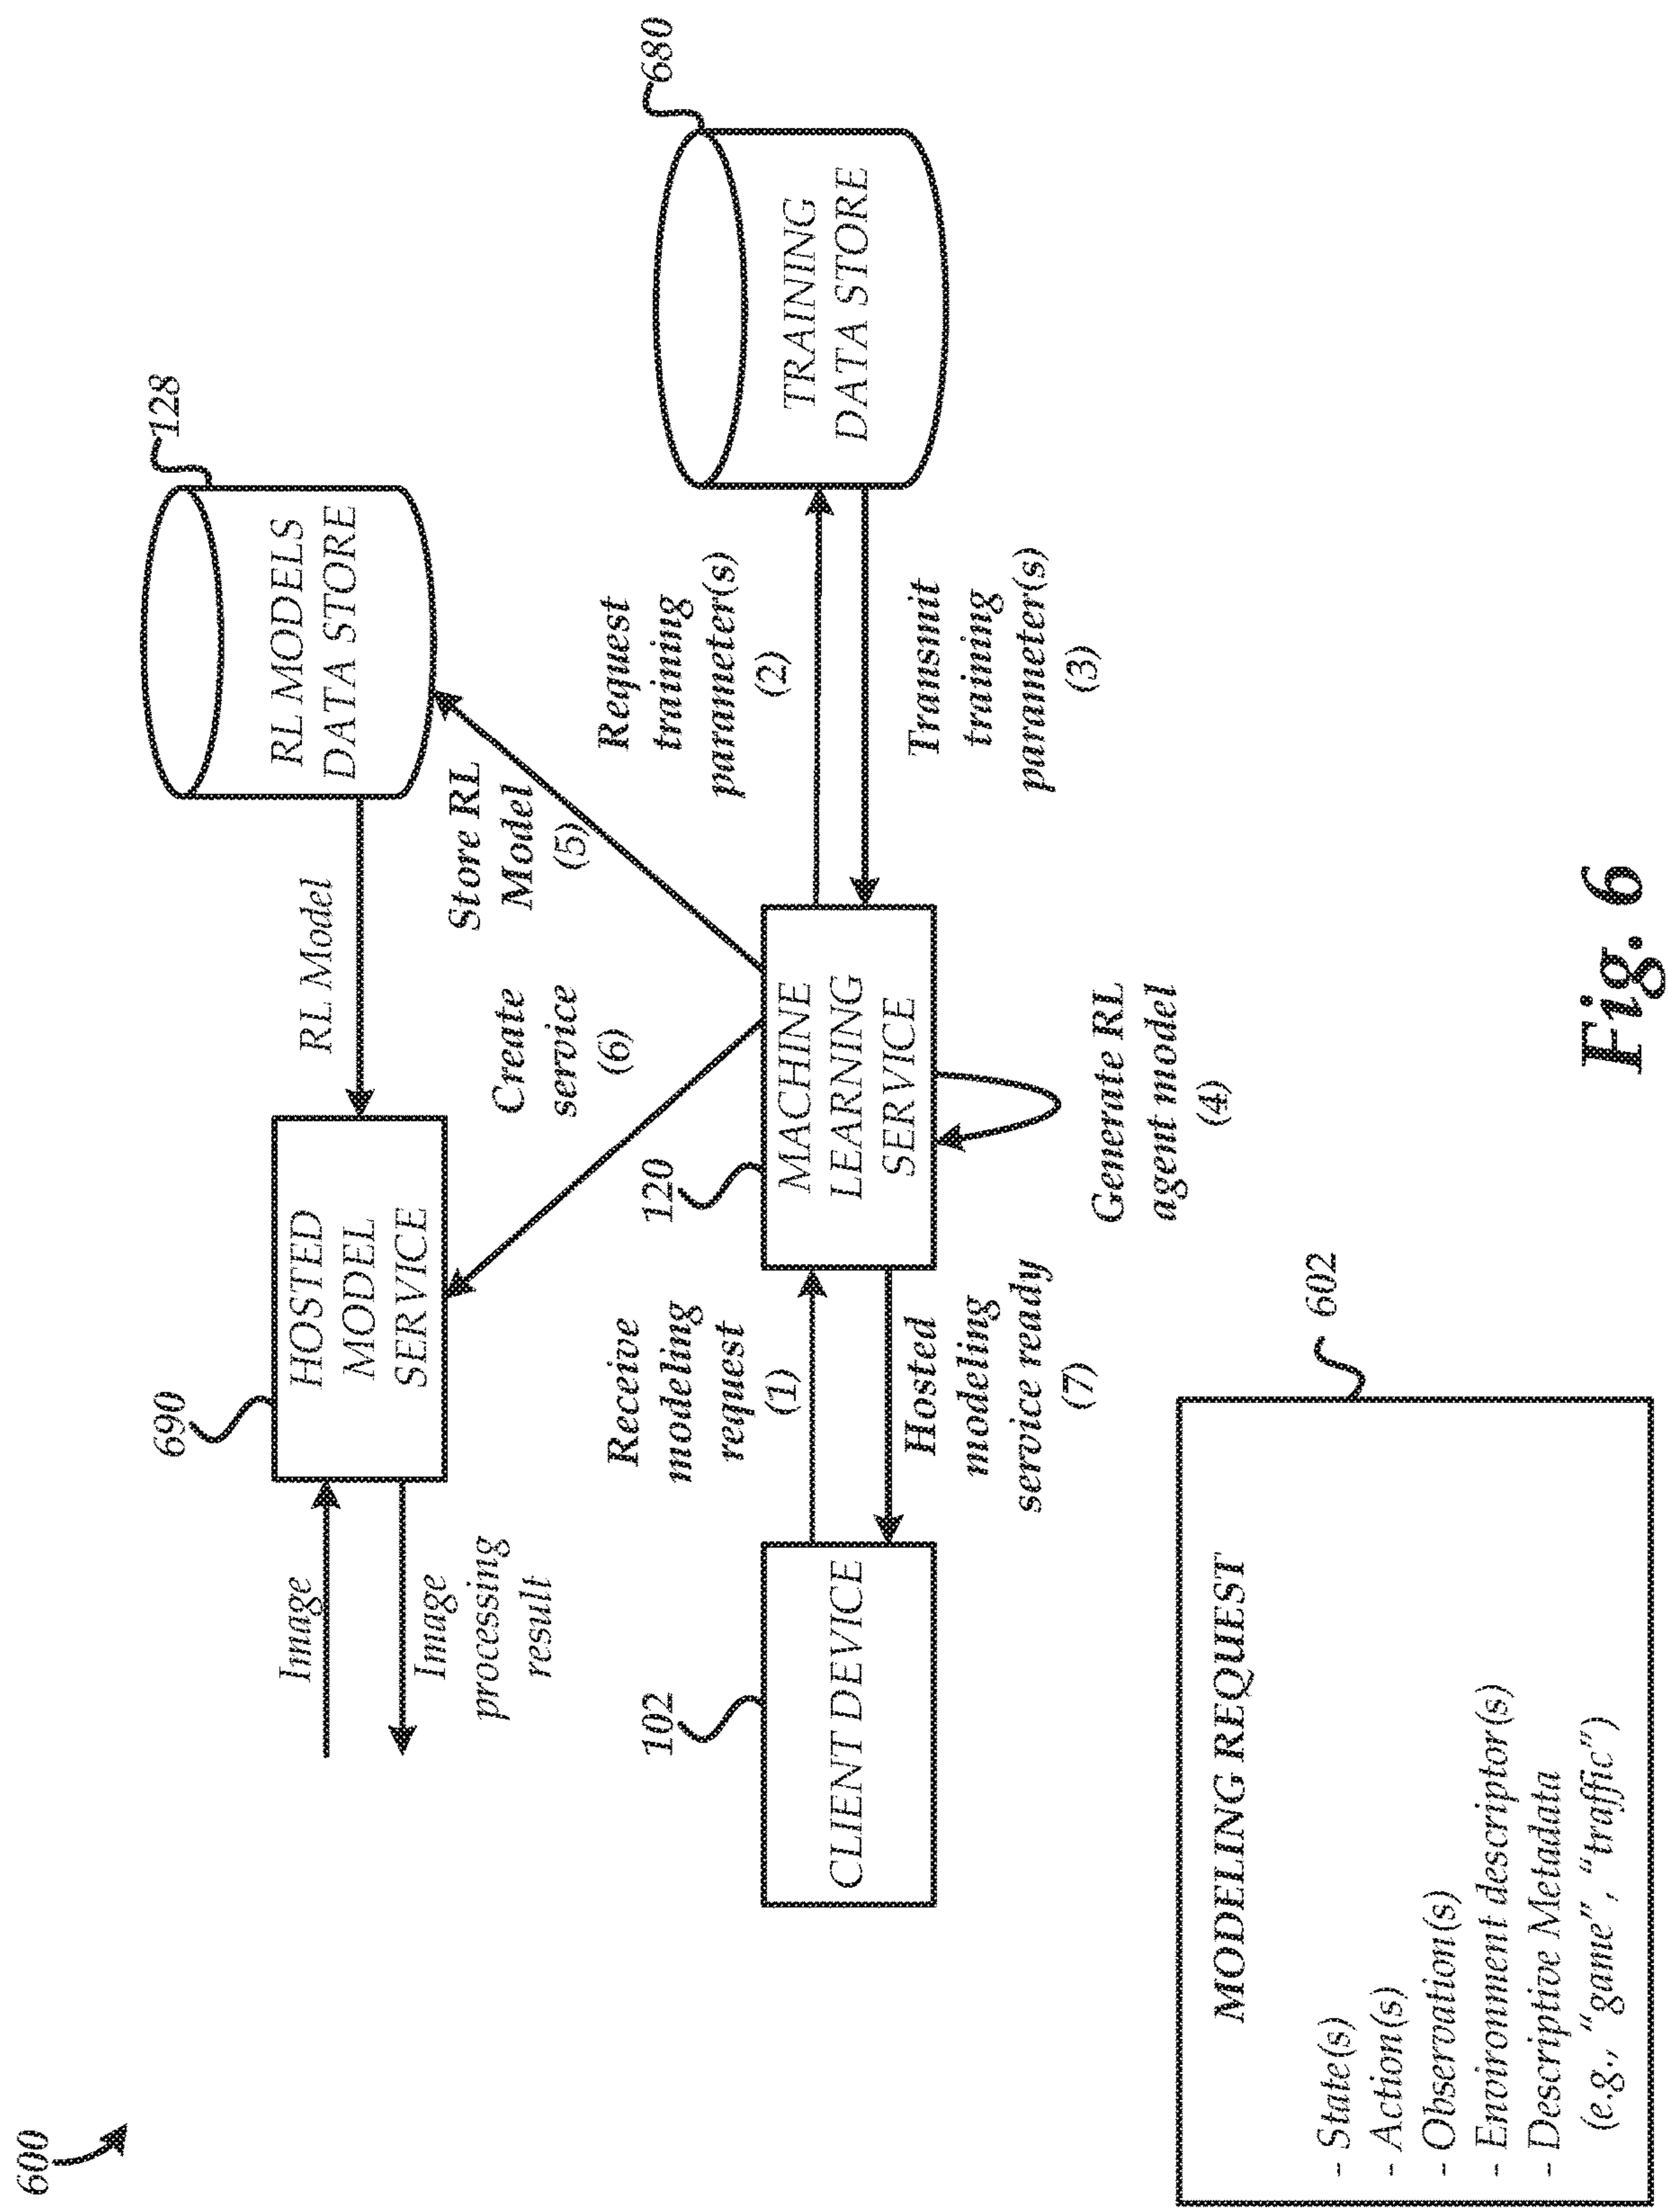 600
690
HOSTED
MODEL
SERVICE
Image
Image
processing
result
RL Model
128
RL MODELS
DATA STORE
Create
service
(6)
Store RL
Model
(5)
102
CLIENT DEVICE
Receive
modeling
request
(1)
Hosted
modeling
service ready
(7)
120
MACHINE
LEARNING
SERVICE
Generate RL
agent model
(4)
Request
training
parameter(s)
(2)
Transmit
training
parameter(s)
(3)
680
TRAINING
DATA STORE
602
MODELING REQUEST
- State(s)
- Action(s)
- Observation(s)
- Environment descriptor(s)
- Descriptive Metadata
(e.g., “game”, “traffic”)
Fig. 6